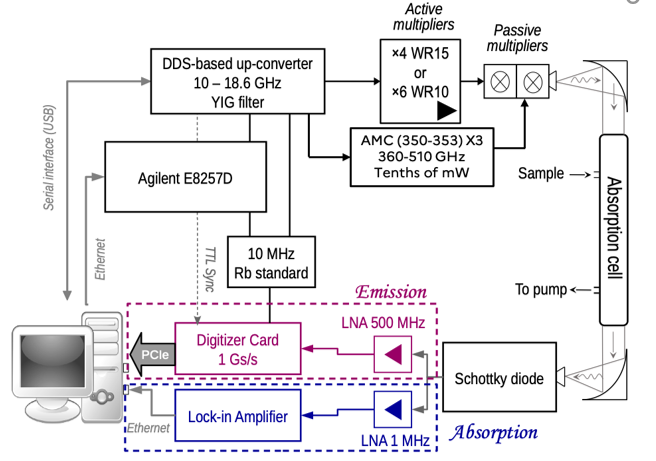 Active
multipliers
Passive
multipliers
DDS-based up-converter
10 – 18.6 GHz
YIG filter
×4 WR15
or
×6 WR10
AMC (350-353) X3
360-510 GHz
Tenths of mW
Serial interface (USB)
Agilent E8257D
Sample
Absorption cell
Ethernet
TTL Sync
10 MHz
Rb standard
To pump
Emission
LNA 500 MHz
Digitizer Card
1 Gs/s
PCIe
Schottky diode
Lock-in Amplifier
Ethernet
LNA 1 MHz
Absorption